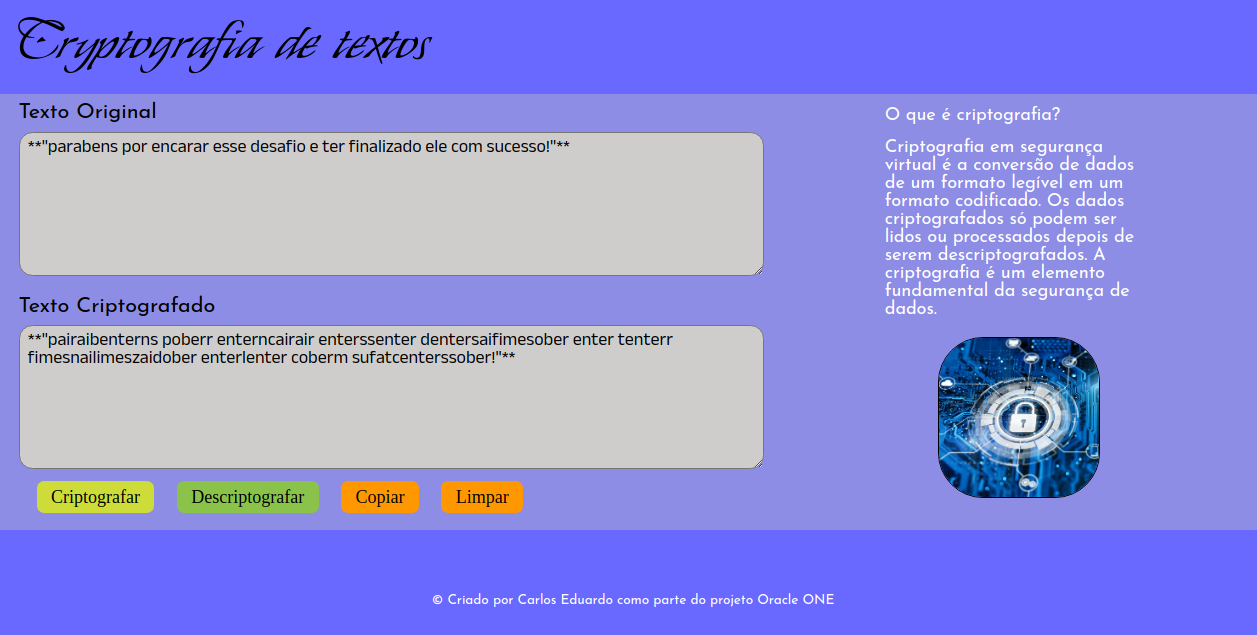 Cryptografia de textos
Texto Original
**"parabens por encarar esse desafio e ter finalizado ele com sucesso!"**
Texto Criptografado
**"pairaibenterns poberr enterncairair enterssenter dentersaifimesober enter tenterr
fimesnailimeszaidober enterlenter coberm sufatcenterssober!"**
Criptografar
Descriptografar
Copiar
Limpar
O que é criptografia?
Criptografia em segurança
virtual é a conversão de dados
de um formato legível em um
formato codificado. Os dados
criptografados só podem ser
lidos ou processados depois de
serem descriptografados. A
criptografia é um elemento
fundamental da segurança de
dados.
© Criado por Carlos Eduardo como parte do projeto Oracle ONE